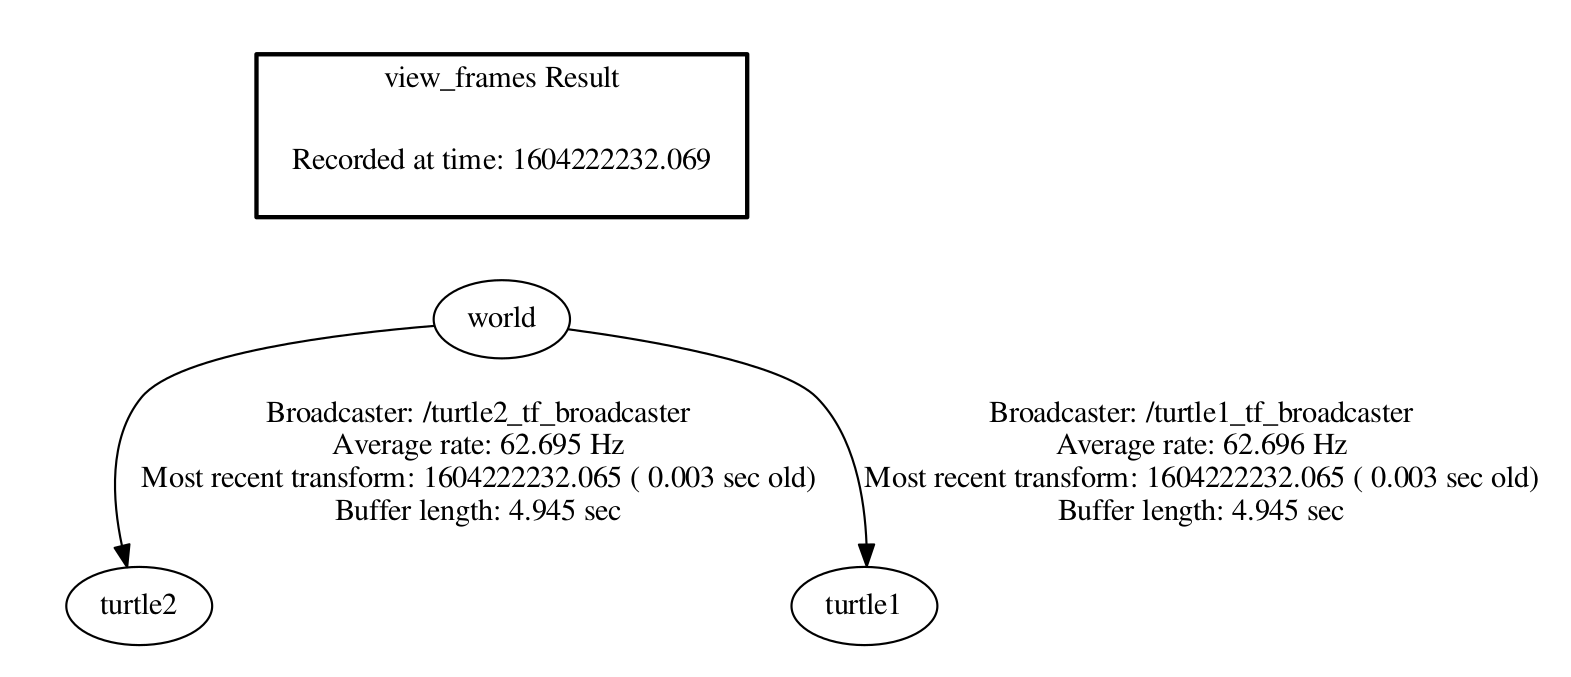 view_frames Result
Recorded at time: 1604222232.069
world
Broadcaster: /turtle2_tf_broadcaster
Average rate: 62.695 Hz
Most recent transform: 1604222232.065 ( 0.003 sec old)
Buffer length: 4.945 sec
Broadcaster: /turtle1_tf_broadcaster
Average rate: 62.696 Hz
Most recent transform: 1604222232.065 ( 0.003 sec old)
Buffer length: 4.945 sec
turtle2
turtle1